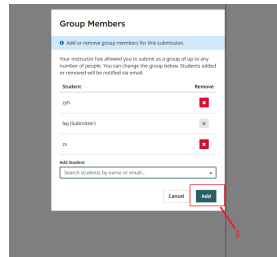 Group Members
Add or remove group members for this submission.
Your instructor has allowed you to submit as a group of up to any
number of people. You can change the group below. Students added
or removed will be notified via email.
Student Remove
zyh
lwj (Submitter)
zs
Add Student
Search students by name or email...
Cancel Add
3